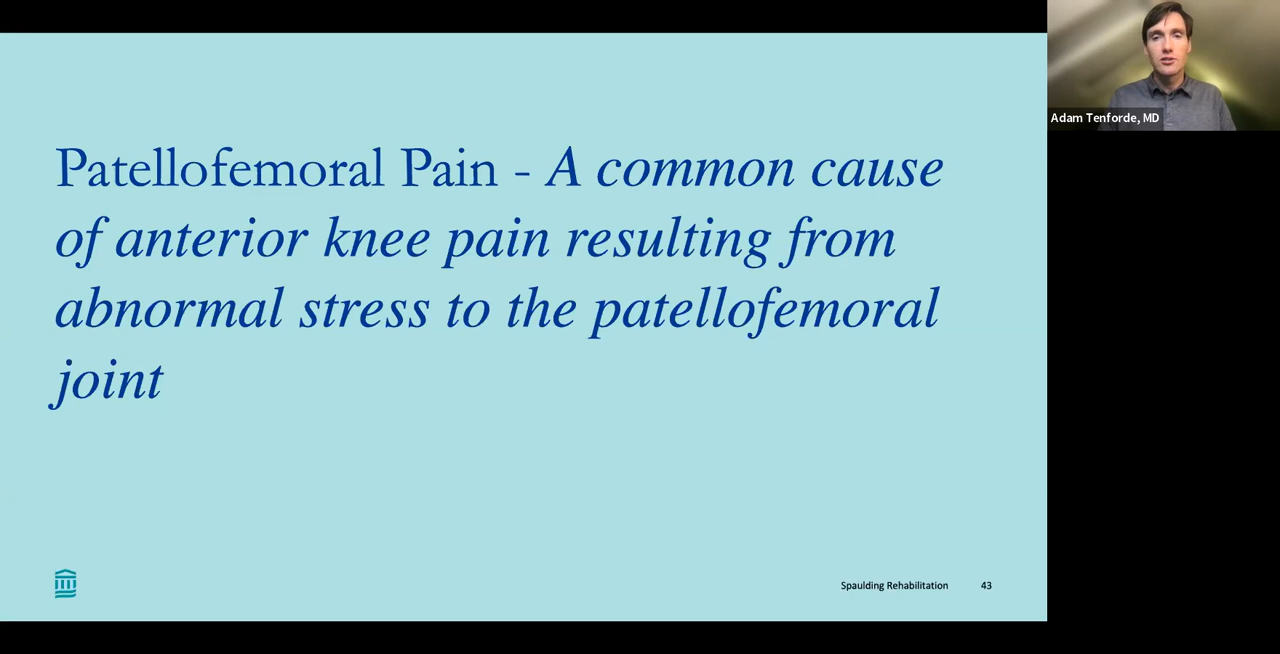 Patellofemoral Pain - A common cause
of anterior knee pain resulting from
abnormal stress to the patellofemoral
joint
Spaulding Rehabilitation 43
Adam Tenforde, MD